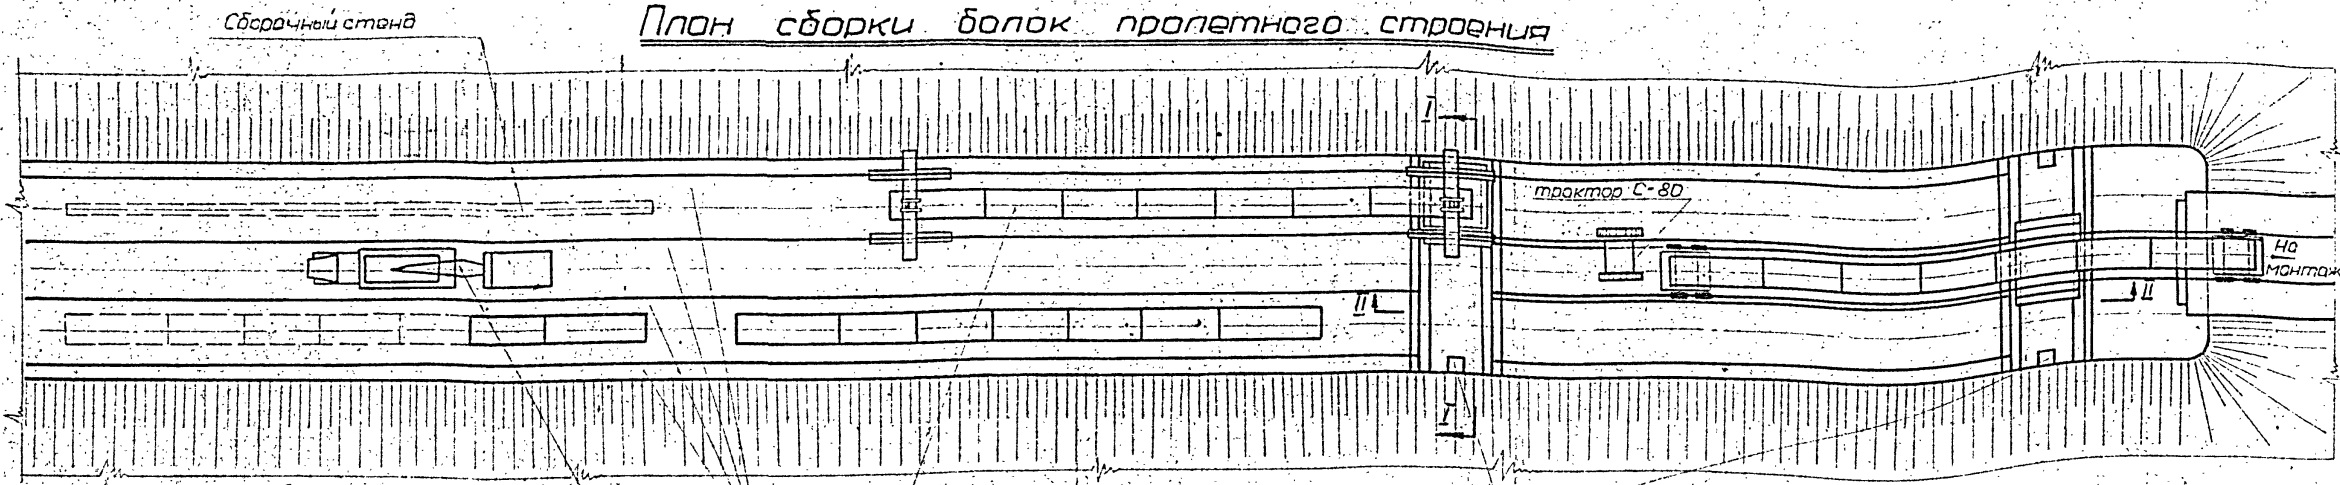 Сборочный стенд
План сборки балок пролетного строения
I
трактор С-80
На
монтаж
II
II
I